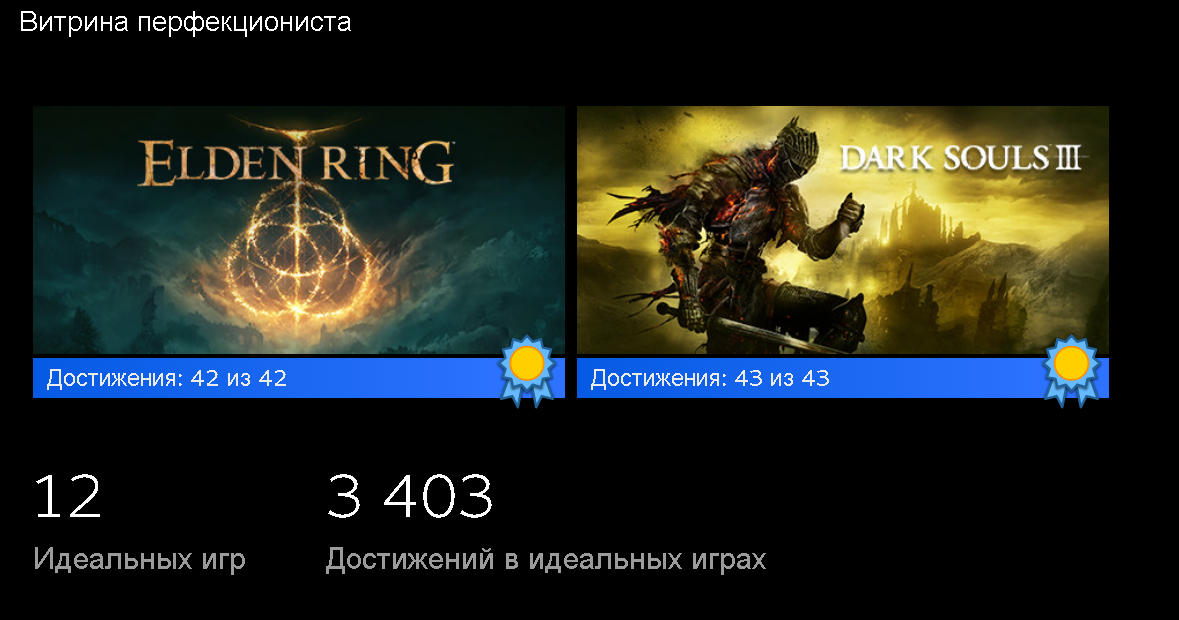 Витрина перфекциониста
ELDEN RING
DARK SOULS III
Достижения: 42 из 42
Достижения: 43 из 43
12
3 403
Идеальных игр
Достижений в идеальных играх